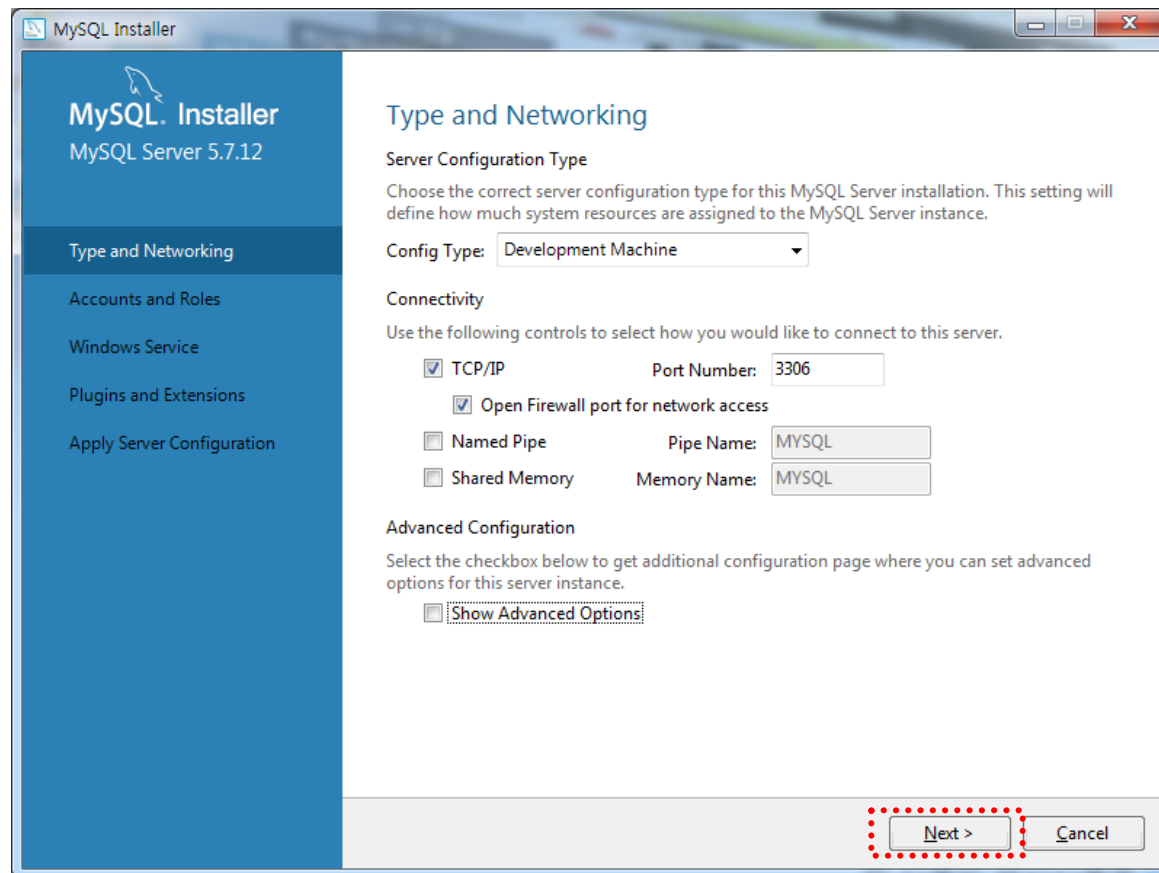 MySQL Installer
MySQL. Installer
MySQL Server 5.7.12
Type and Networking
Accounts and Roles
Windows Service
Plugins and Extensions
Apply Server Configuration
Type and Networking
Server Configuration Type
Choose the correct server configuration type for this MySQL Server installation. This setting will
define how much system resources are assigned to the MySQL Server instance.
Config Type: Development Machine
Connectivity
Use the following controls to select how you would like to connect to this server.
TCP/IP Port Number: 3306
Open Firewall port for network access
Named Pipe Pipe Name: MYSQL
Shared Memory Memory Name: MYSQL
Advanced Configuration
Select the checkbox below to get additional configuration page where you can set advanced
options for this server instance.
Show Advanced Options
Next > Cancel